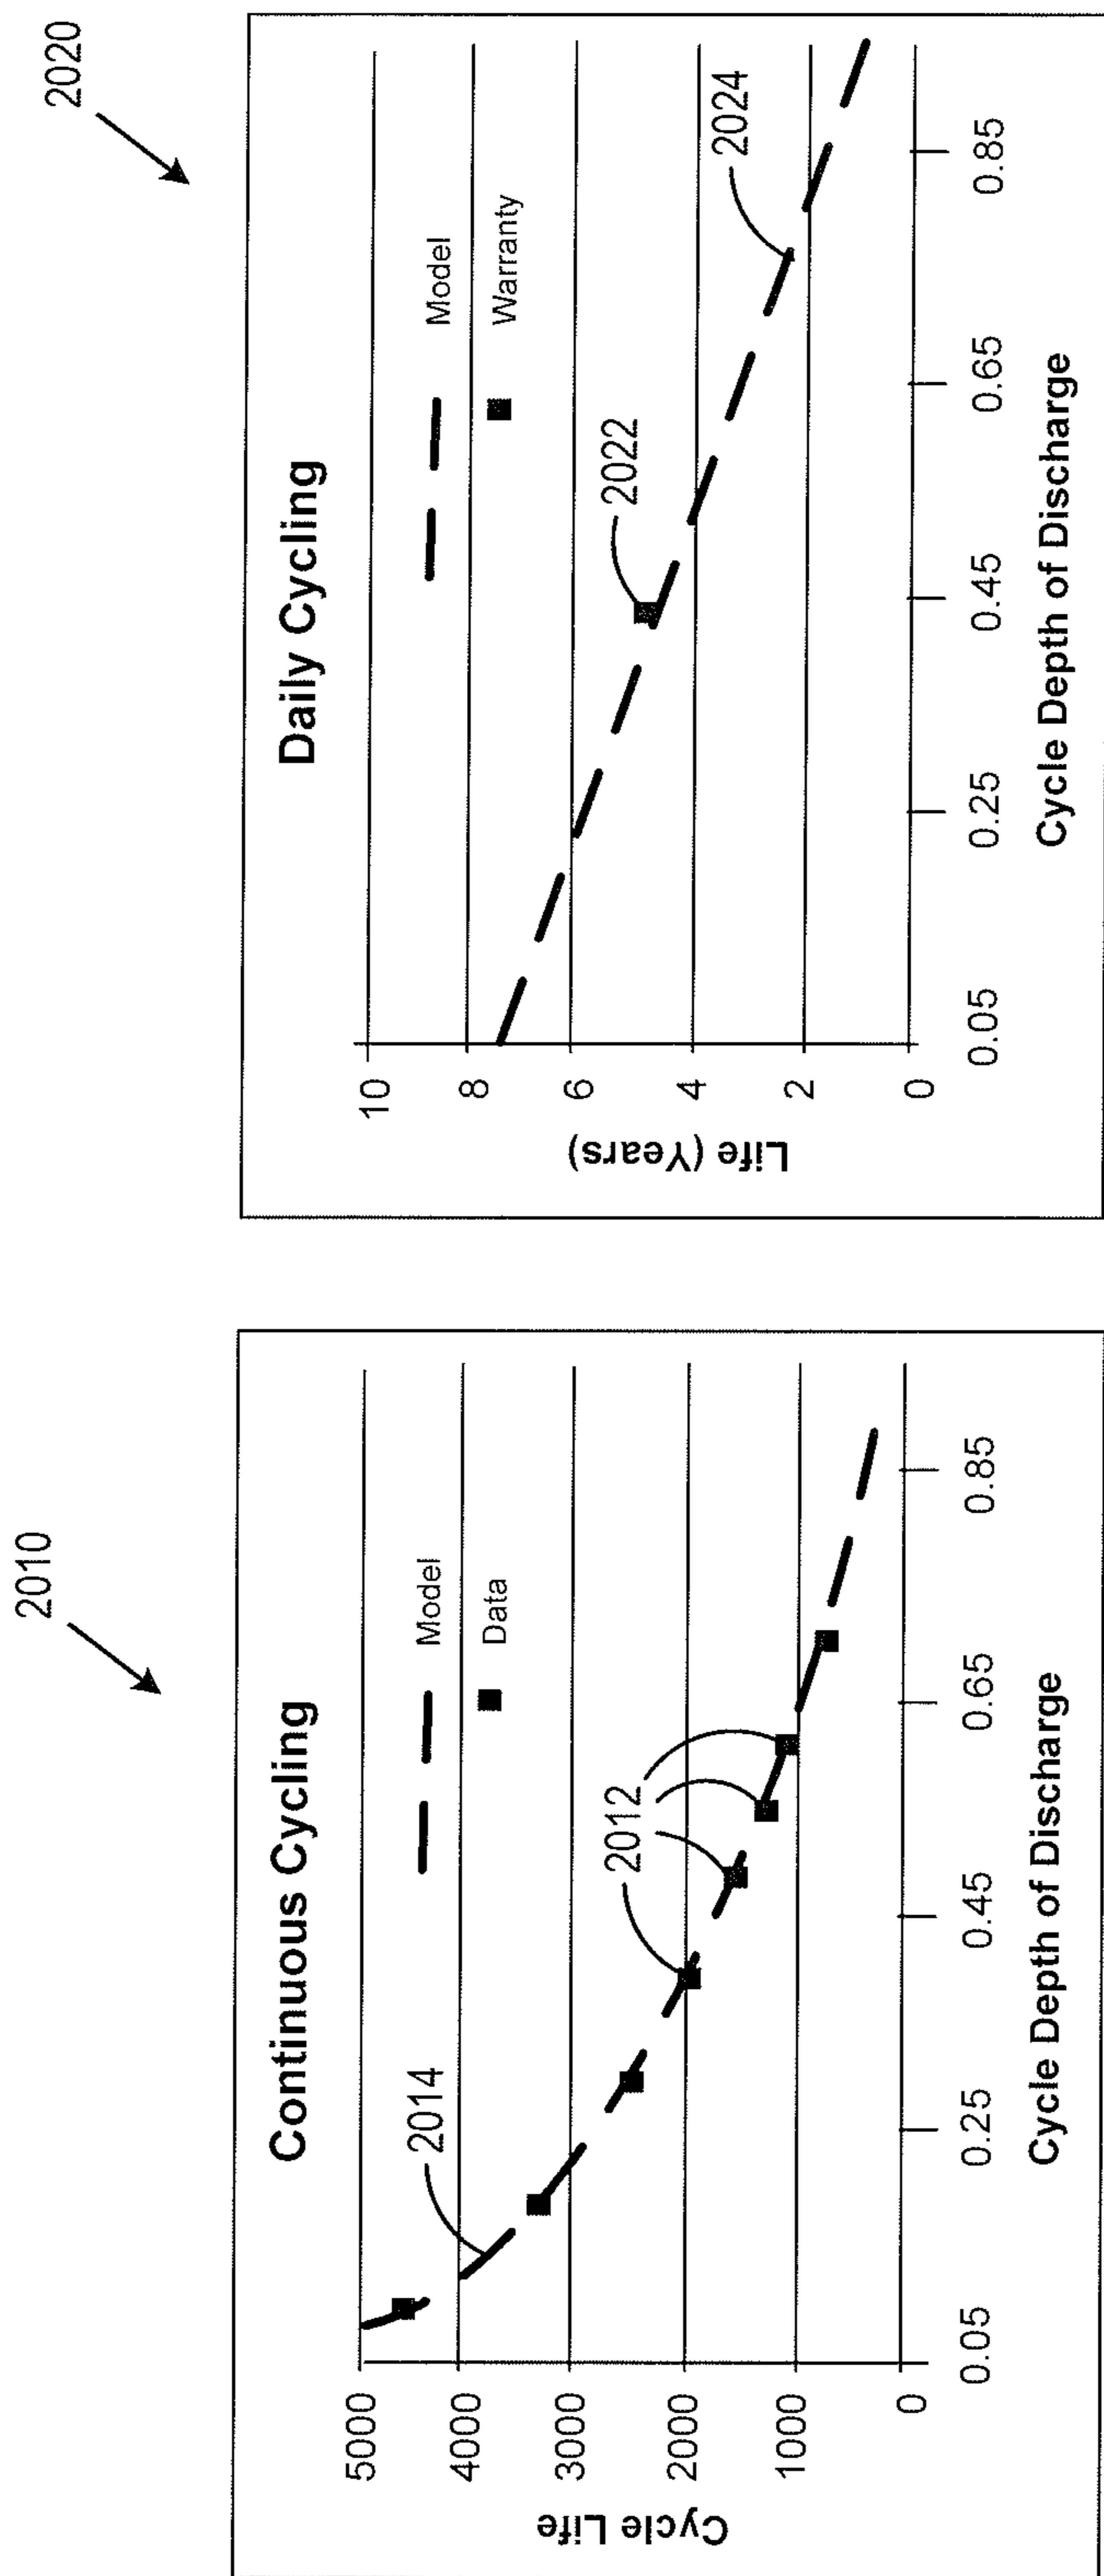 2010
Continuous Cycling
Cycle Life
5000
4000
3000
2000
1000
0
Model
Data
2014
2012
0.05
0.25
0.45
0.65
0.85
Cycle Depth of Discharge
2020
Daily Cycling
Life (Years)
10
8
6
4
2
0
Model
Warranty
2022
2024
0.05
0.25
0.45
0.65
0.85
Cycle Depth of Discharge